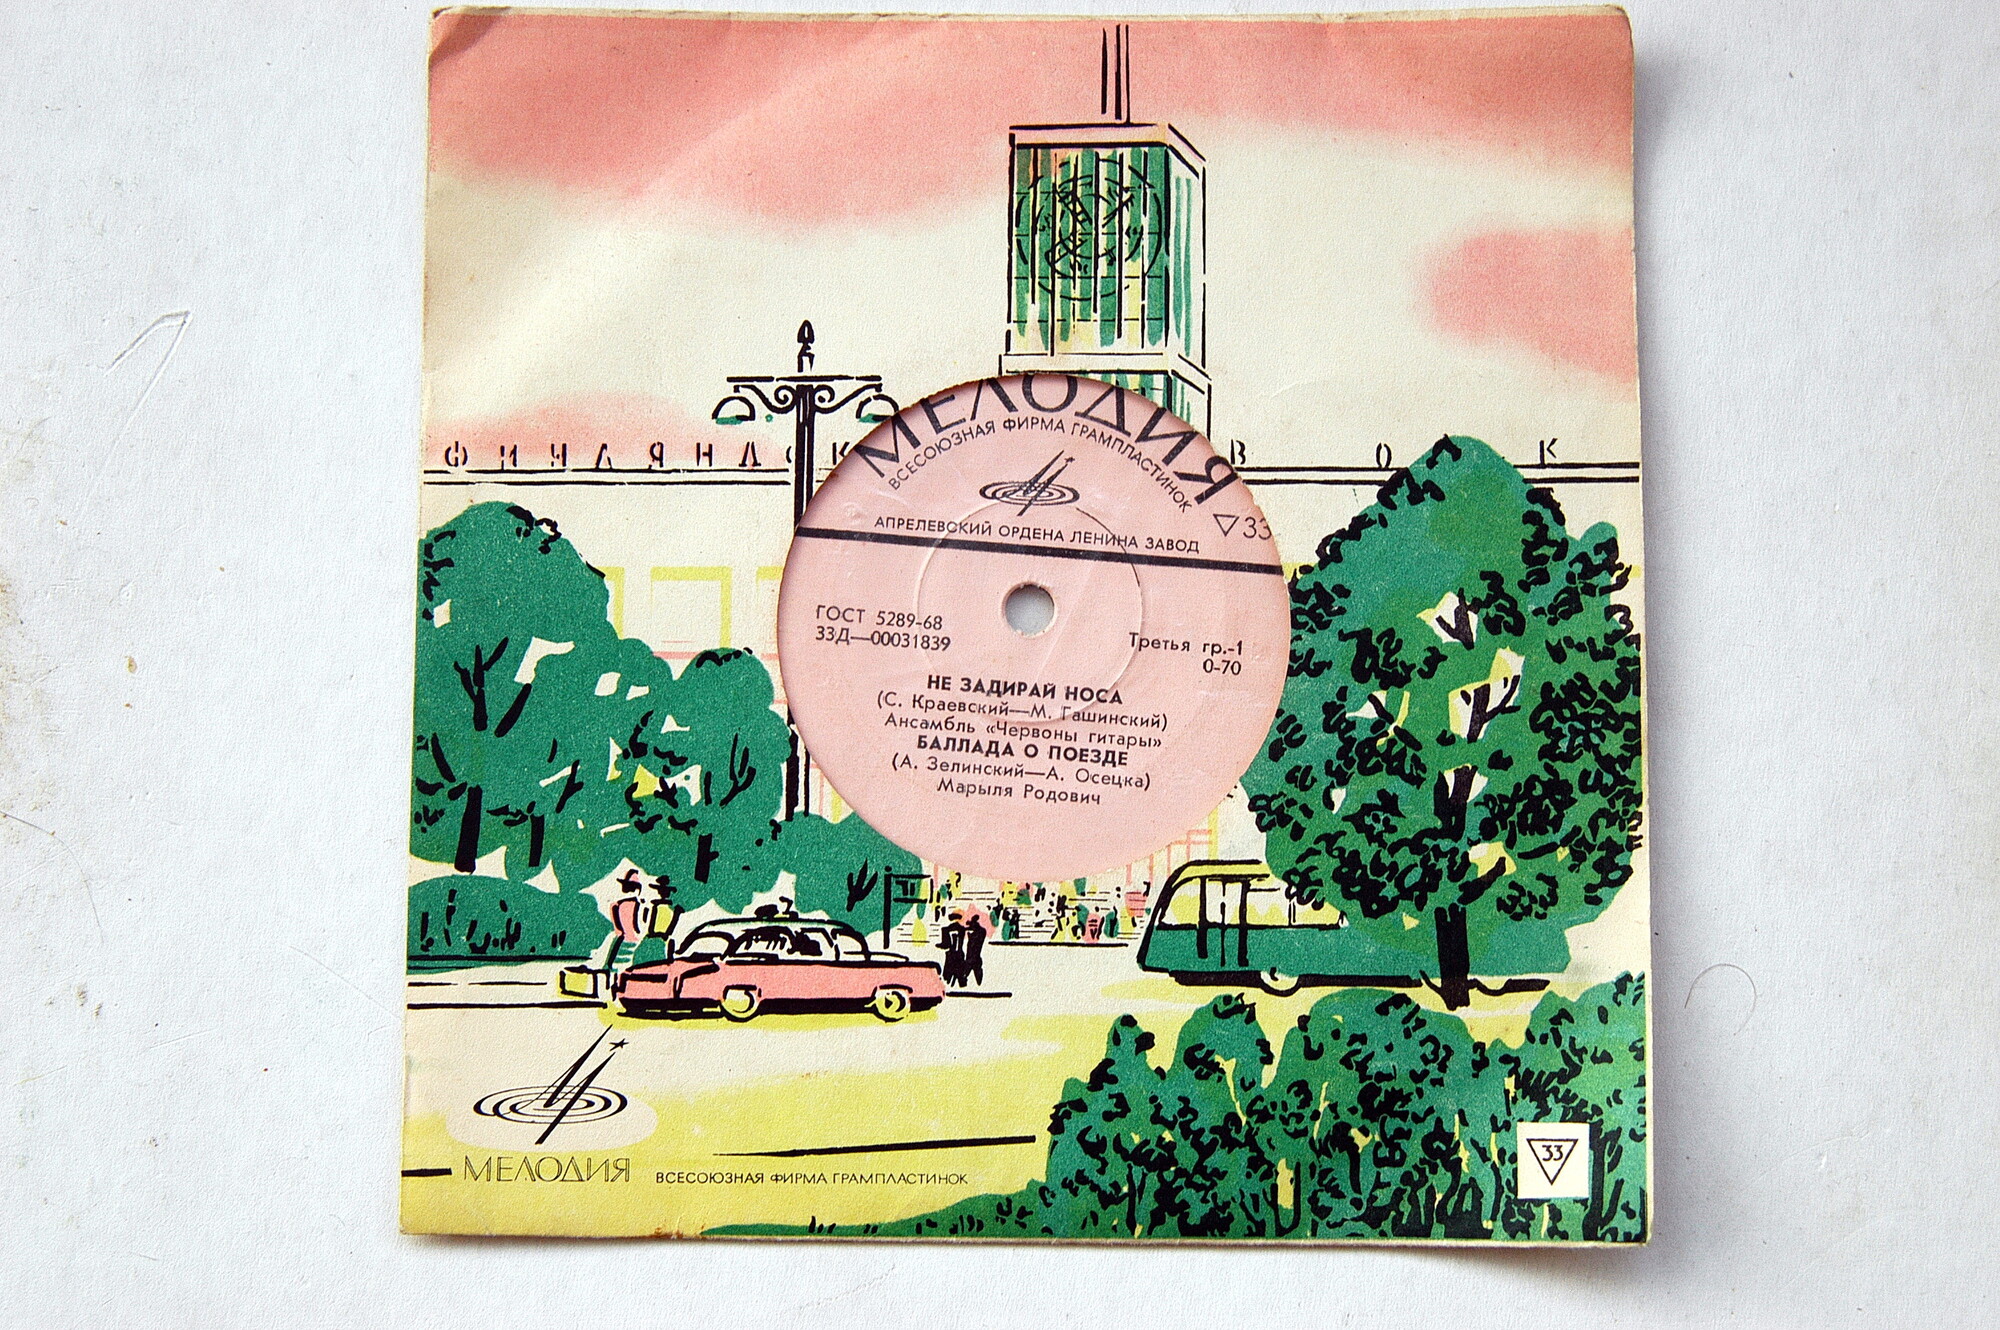 ФИНЛЯНДСК В О К
МЕЛОДИЯ
ВСЕСОЮЗНАЯ ФИРМА ГРАМПЛАСТИНОК
АПРЕЛЕВСКИЙ ОРДЕНА ЛЕНИНА ЗАВОД
33
ГОСТ 5289-68
33Д—00031839
Третья гр.-1
0-70
НЕ ЗАДИРАЙ НОСА
(С. Краевский—М. Гашинский)
Ансамбль «Червоны гитары»
БАЛЛАДА О ПОЕЗДЕ
(А. Зелинский—А. Осецка)
Марыля Родович
МЕЛОДИЯ ВСЕСОЮЗНАЯ ФИРМА ГРАМПЛАСТИНОК
33